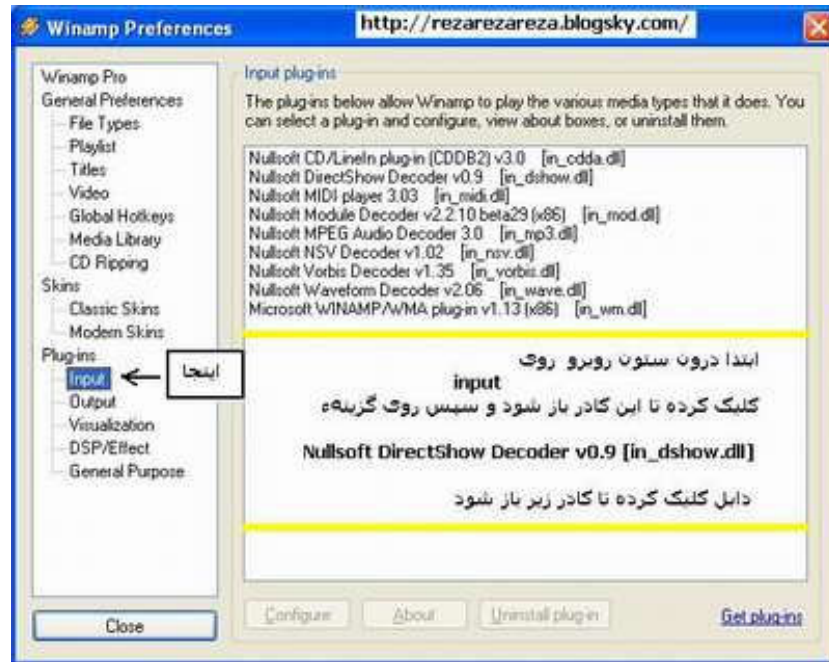 Winamp Preferences
http://rezarezareza.blogsky.com/
Winamp Pro
General Preferences
File Types
Playlist
Titles
Video
Global Hotkeys
Media Library
CD Ripping
Skins
Classic Skins
Modern Skins
Plug-ins
Input
اینجا
Output
Visualization
DSP/Effect
General Purpose
Close
Input plug-ins
The plug-ins below allow Winamp to play the various media types that it does. You
can select a plug-in and configure, view about boxes, or uninstall them.
Nullsoft CD/LineIn plug-in (CDDB2) v3.0 [in_cdda.dll]
Nullsoft DirectShow Decoder v0.9 [in_dshow.dll]
Nullsoft MIDI player 3.03 [in_midi.dll]
Nullsoft Module Decoder v2.2.10 beta29 (x86) [in_mod.dll]
Nullsoft MPEG Audio Decoder 3.0 [in_mp3.dll]
Nullsoft NSV Decoder v1.02 [in_nsv.dll]
Nullsoft Vorbis Decoder v1.35 [in_vorbis.dll]
Nullsoft Waveform Decoder v2.06 [in_wave.dll]
Microsoft WINAMP/WMA plug-in v1.13 (x86) [in_wm.dll]
ابتدا درون ستون روبرو روی
input
کلیک کرده تا این کادر باز شود و سپس روی گزینهء
Nullsoft DirectShow Decoder v0.9 [in_dshow.dll]
دابل کلیک کرده تا کادر زیر باز شود
Configure
About
Uninstall plug-in
Get plug-ins